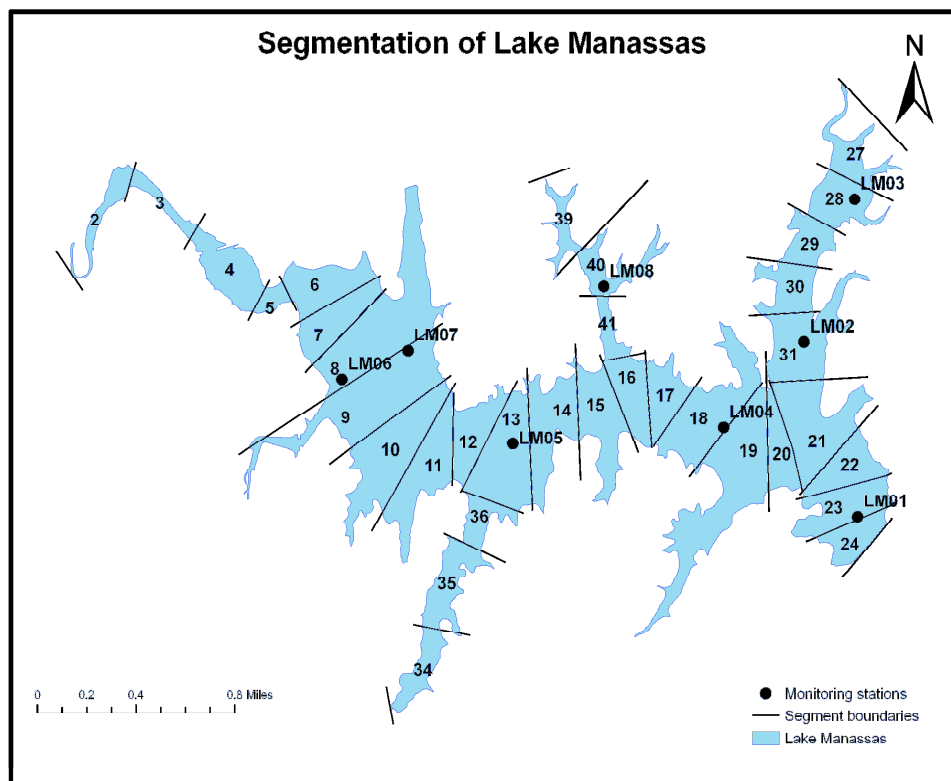 Segmentation of Lake Manassas
N
27
LM03
28
2
3
39
29
40
LM08
4
6
30
5
41
7
LM07
LM02
31
8
LM06
16
9
17
13
14
15
18
LM04
12
10
11
19
20
21
LM05
22
36
23
LM01
24
35
34
0 0.2 0.4 0.8 Miles
Monitoring stations
Segment boundaries
Lake Manassas